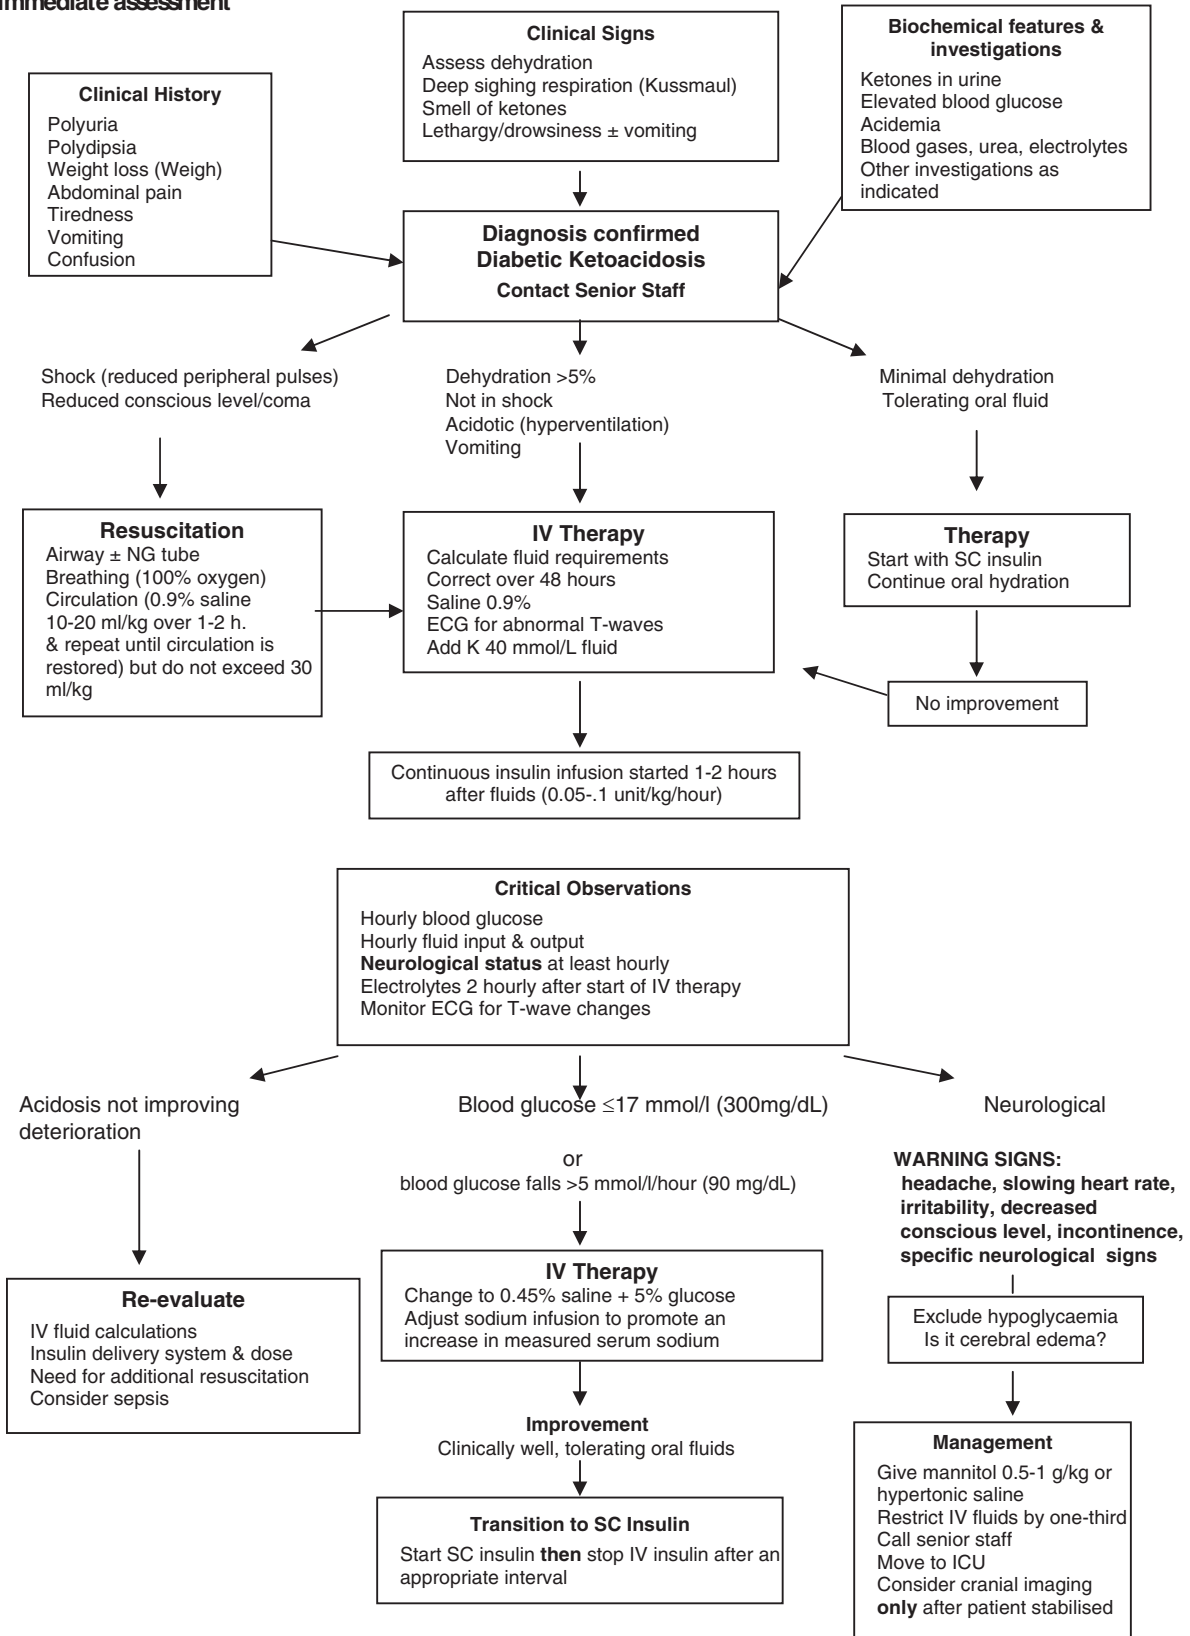 Immediate assessment
Clinical History
Polyuria
Polydipsia
Weight loss (Weigh)
Abdominal pain
Tiredness
Vomiting
Confusion
Clinical Signs
Assess dehydration
Deep sighing respiration (Kussmaul)
Smell of ketones
Lethargy/drowsiness ± vomiting
Biochemical features &
investigations
Ketones in urine
Elevated blood glucose
Acidemia
Blood gases, urea, electrolytes
Other investigations as
indicated
Diagnosis confirmed
Diabetic Ketoacidosis
Contact Senior Staff
Shock (reduced peripheral pulses)
Reduced conscious level/coma
Dehydration >5%
Not in shock
Acidotic (hyperventilation)
Vomiting
Minimal dehydration
Tolerating oral fluid
Resuscitation
Airway ± NG tube
Breathing (100% oxygen)
Circulation (0.9% saline
10-20 ml/kg over 1-2 h.
& repeat until circulation is
restored) but do not exceed 30
ml/kg
IV Therapy
Calculate fluid requirements
Correct over 48 hours
Saline 0.9%
ECG for abnormal T-waves
Add K 40 mmol/L fluid
Therapy
Start with SC insulin
Continue oral hydration
No improvement
Continuous insulin infusion started 1-2 hours
after fluids (0.05-.1 unit/kg/hour)
Critical Observations
Hourly blood glucose
Hourly fluid input & output
Neurological status at least hourly
Electrolytes 2 hourly after start of IV therapy
Monitor ECG for T-wave changes
Acidosis not improving
deterioration
Blood glucose ≤17 mmol/l (300mg/dL)
or
blood glucose falls >5 mmol/l/hour (90 mg/dL)
Neurological
WARNING SIGNS:
headache, slowing heart rate,
irritability, decreased
conscious level, incontinence,
specific neurological signs
Re-evaluate
IV fluid calculations
Insulin delivery system & dose
Need for additional resuscitation
Consider sepsis
IV Therapy
Change to 0.45% saline + 5% glucose
Adjust sodium infusion to promote an
increase in measured serum sodium
Exclude hypoglycaemia
Is it cerebral edema?
Improvement
Clinically well, tolerating oral fluids
Transition to SC Insulin
Start SC insulin then stop IV insulin after an
appropriate interval
Management
Give mannitol 0.5-1 g/kg or
hypertonic saline
Restrict IV fluids by one-third
Call senior staff
Move to ICU
Consider cranial imaging
only after patient stabilised